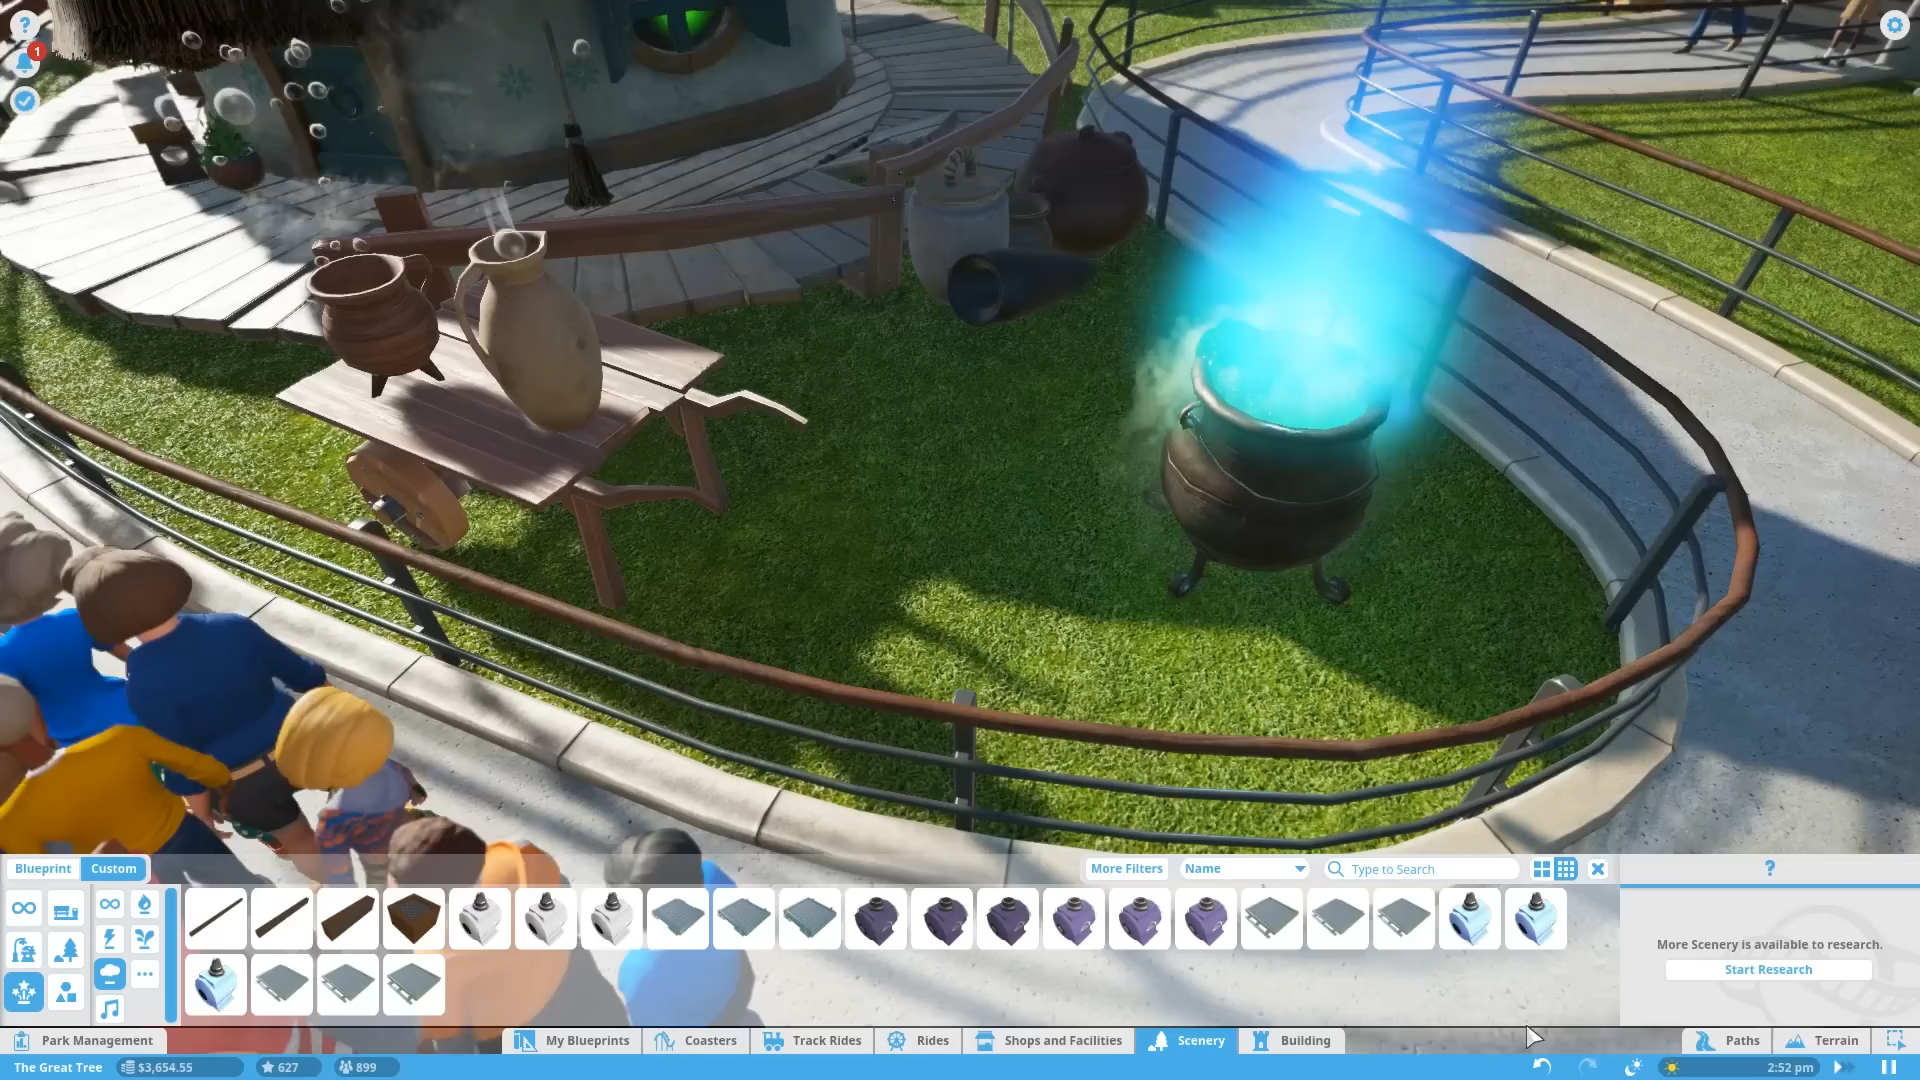 1
Blueprint Custom
More Filters Name Type to Search
More Scenery is available to research.
Start Research
Park Management My Blueprints Coasters Track Rides Rides Shops and Facilities Scenery Building Paths Terrain
The Great Tree $3,654.55 627 899 2:52 pm